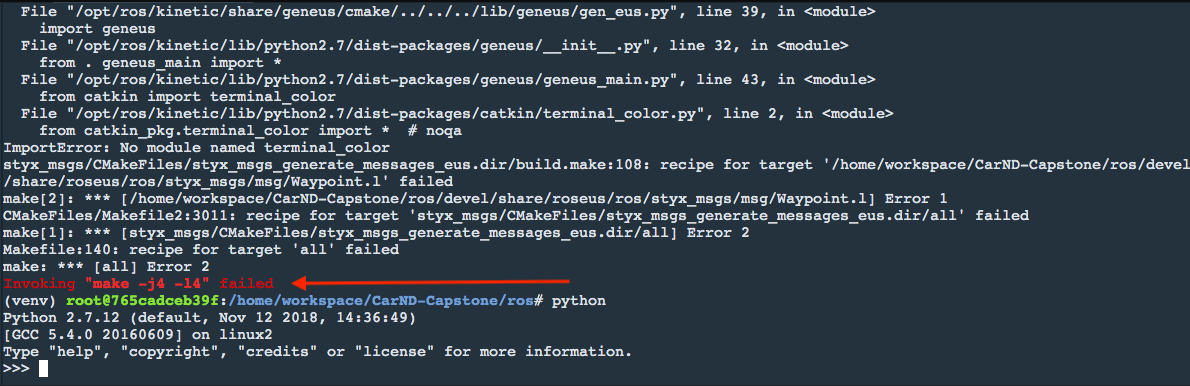 File "/opt/ros/kinetic/share/geneus/cmake/../../../lib/geneus/gen_eus.py", line 39, in <module>
import geneus
File "/opt/ros/kinetic/lib/python2.7/dist-packages/geneus/__init__.py", line 32, in <module>
from . geneus_main import *
File "/opt/ros/kinetic/lib/python2.7/dist-packages/geneus/geneus_main.py", line 43, in <module>
from catkin import terminal_color
File "/opt/ros/kinetic/lib/python2.7/dist-packages/catkin/terminal_color.py", line 2, in <module>
from catkin_pkg.terminal_color import *  # noqa
ImportError: No module named terminal_color
styx_msgs/CMakeFiles/styx_msgs_generate_messages_eus.dir/build.make:108: recipe for target '/home/workspace/CarND-Capstone/ros/devel
/share/roseus/ros/styx_msgs/msg/Waypoint.l' failed
make[2]: *** [/home/workspace/CarND-Capstone/ros/devel/share/roseus/ros/styx_msgs/msg/Waypoint.l] Error 1
CMakeFiles/Makefile2:3011: recipe for target 'styx_msgs/CMakeFiles/styx_msgs_generate_messages_eus.dir/all' failed
make[1]: *** [styx_msgs/CMakeFiles/styx_msgs_generate_messages_eus.dir/all] Error 2
Makefile:140: recipe for target 'all' failed
make: *** [all] Error 2
Invoking "make -j4 -l4" failed
(venv) root@765cadceb39f:/home/workspace/CarND-Capstone/ros# python
Python 2.7.12 (default, Nov 12 2018, 14:36:49)
[GCC 5.4.0 20160609] on linux2
Type "help", "copyright", "credits" or "license" for more information.
>>>